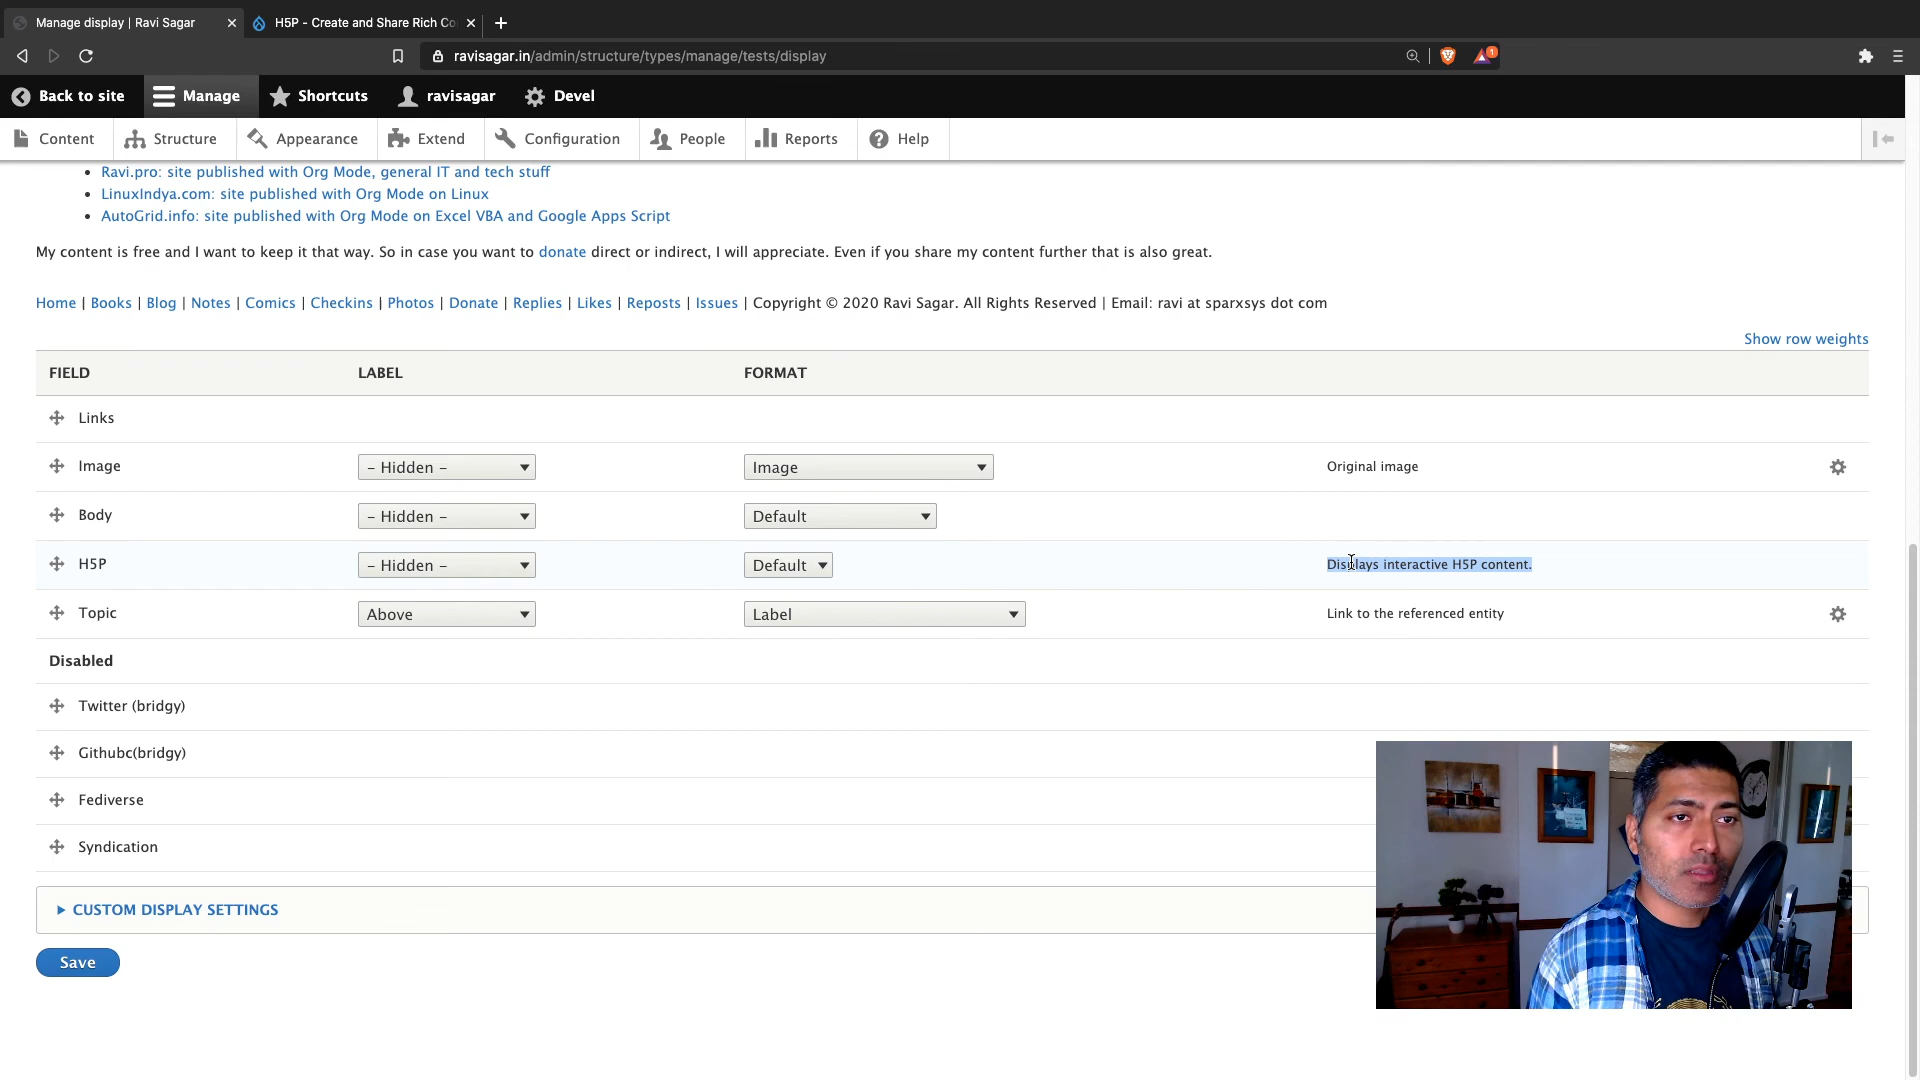 Manage display | Ravi Sagar
H5P - Create and Share Rich Co
ravisagar.in/admin/structure/types/manage/tests/display
1
Back to site Manage Shortcuts ravisagar Devel
Content Structure Appearance Extend Configuration People Reports Help
Ravi.pro: site published with Org Mode, general IT and tech stuff
LinuxIndya.com: site published with Org Mode on Linux
AutoGrid.info: site published with Org Mode on Excel VBA and Google Apps Script
My content is free and I want to keep it that way. So in case you want to donate direct or indirect, I will appreciate. Even if you share my content further that is also great.
Home | Books | Blog | Notes | Comics | Checkins | Photos | Donate | Replies | Likes | Reposts | Issues | Copyright © 2020 Ravi Sagar. All Rights Reserved | Email: ravi at sparxsys dot com
Show row weights
FIELD LABEL FORMAT
Links
Image - Hidden - Image Original image
Body - Hidden - Default
H5P - Hidden - Default Displays interactive H5P content.
Topic Above Label Link to the referenced entity
Disabled
Twitter (bridgy)
Githubc(bridgy)
Fediverse
Syndication
CUSTOM DISPLAY SETTINGS
Save